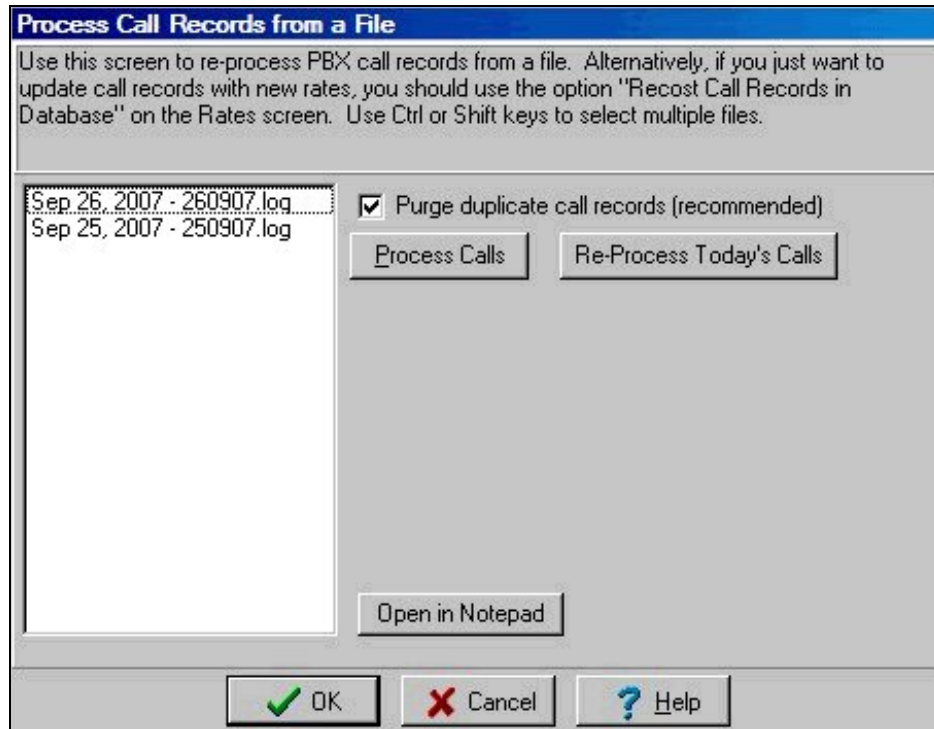 Process Call Records from a File
Use this screen to re-process PBX call records from a file.  Alternatively, if you just want to
update call records with new rates, you should use the option "Recost Call Records in
Database" on the Rates screen.  Use Ctrl or Shift keys to select multiple files.
Sep 26, 2007 - 260907.log
Sep 25, 2007 - 250907.log
Purge duplicate call records (recommended)
Process Calls
Re-Process Today's Calls
Open in Notepad
OK
Cancel
Help